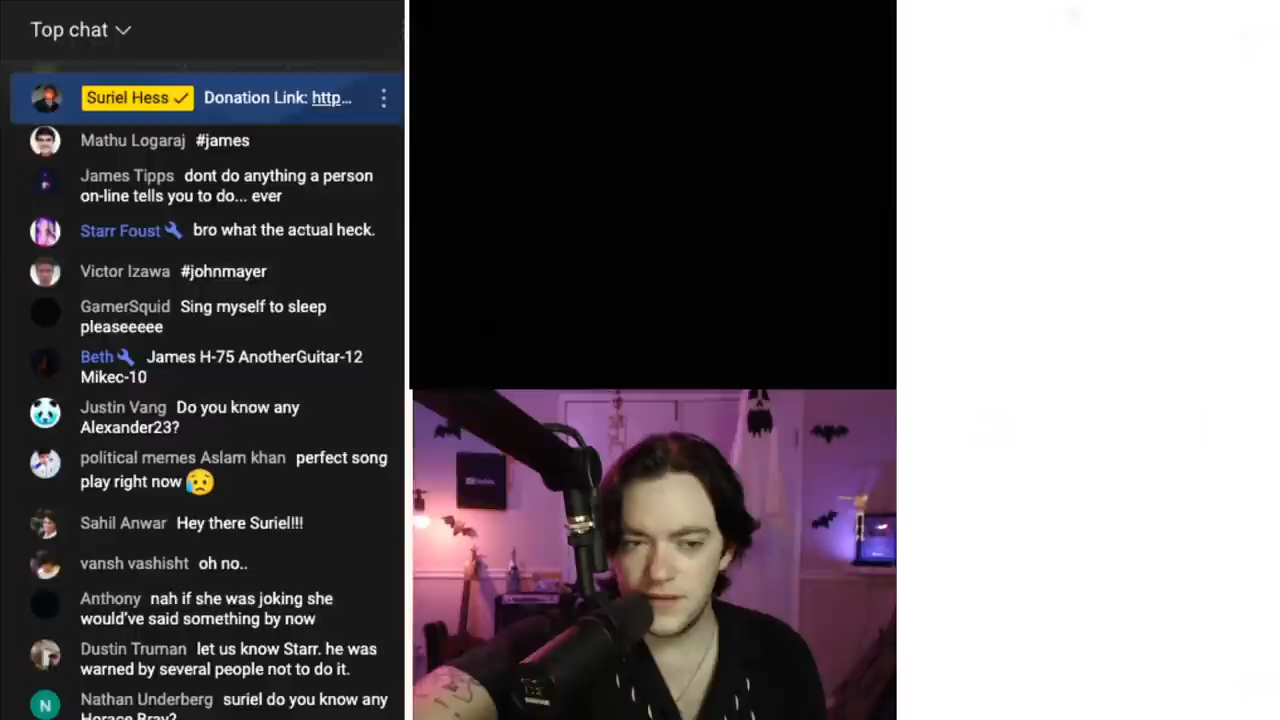 Top chat
Suriel Hess Donation Link: http...
Mathu Logaraj #james
James Tipps dont do anything a person
on-line tells you to do... ever
Starr Foust bro what the actual heck.
Victor Izawa #johnmayer
GamerSquid Sing myself to sleep
pleaseeeee
Beth James H-75 AnotherGuitar-12
Mikec-10
Justin Vang Do you know any
Alexander23?
political memes Aslam khan perfect song
play right now
Sahil Anwar Hey there Suriel!!!
vansh vashisht oh no..
Anthony nah if she was joking she
would've said something by now
Dustin Truman let us know Starr. he was
warned by several people not to do it.
N Nathan Underberg suriel do you know any
Horace Bray?